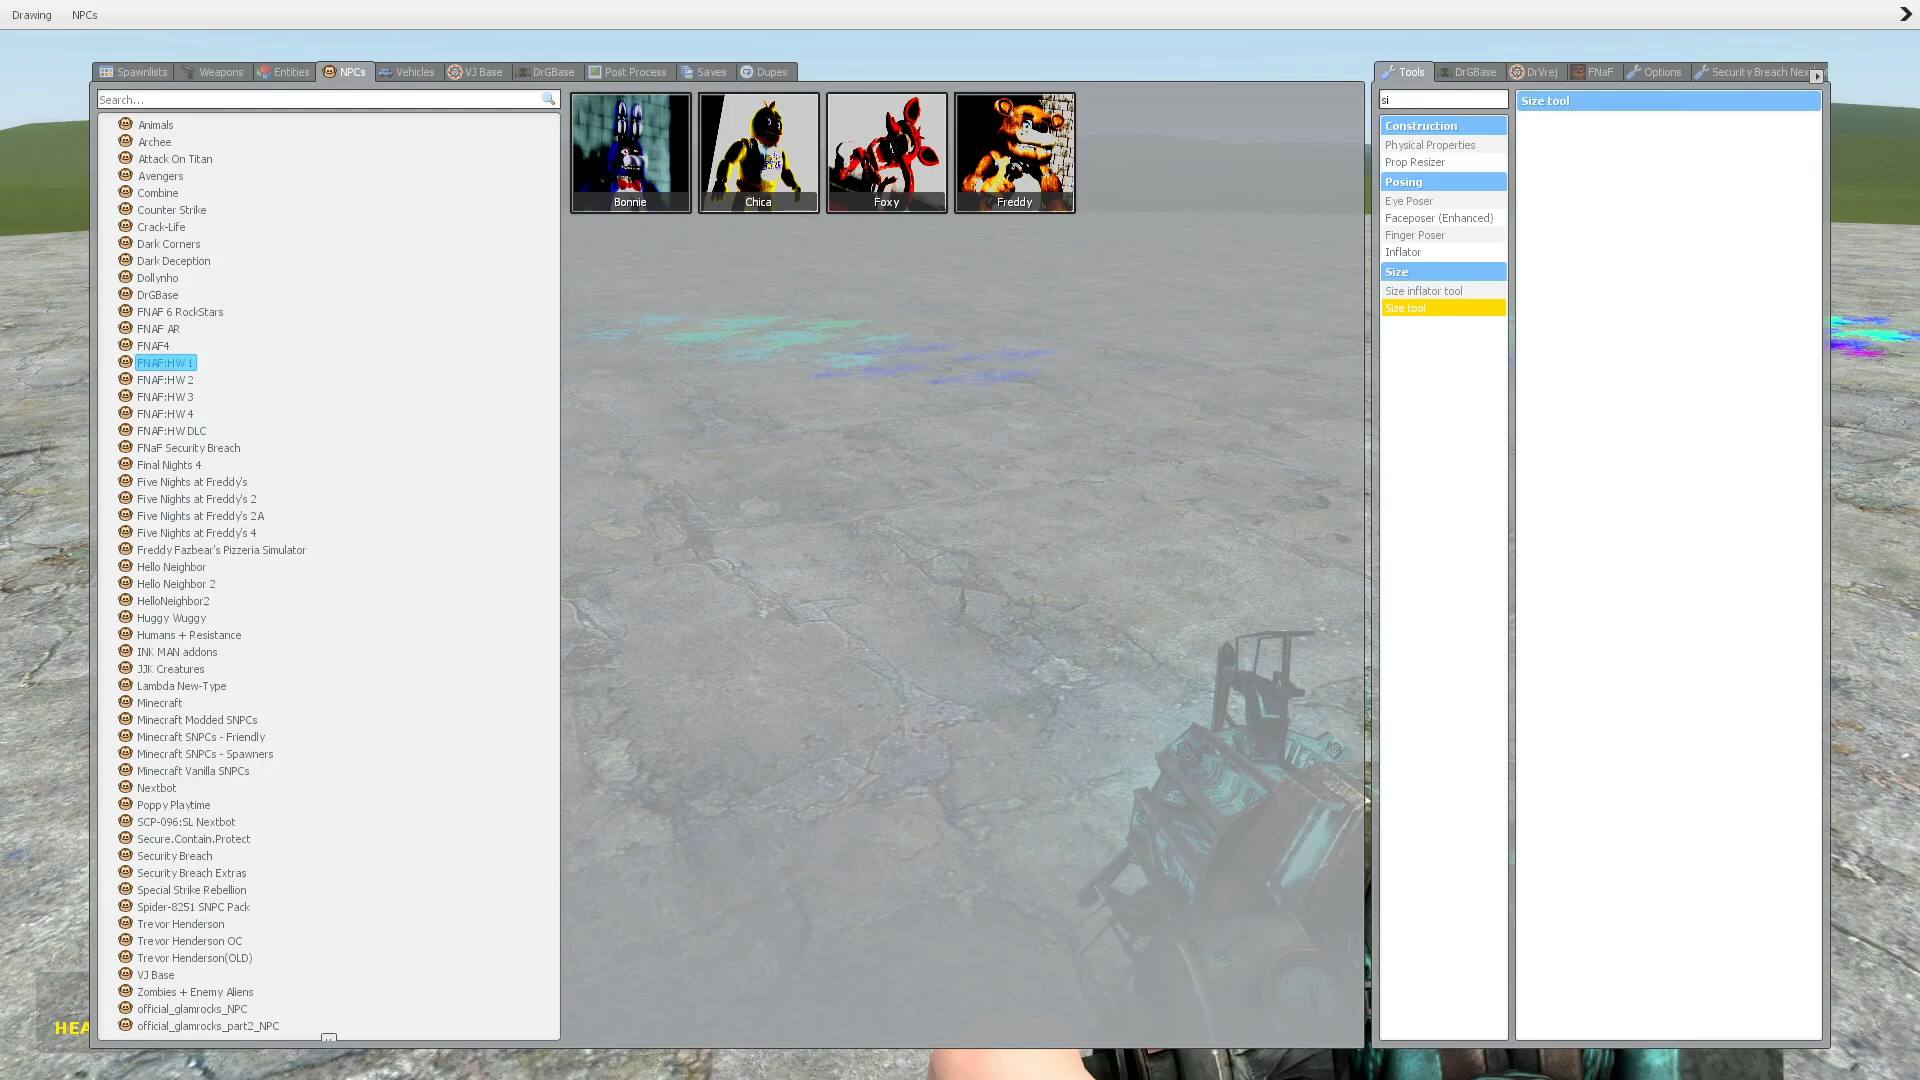 Drawing NPCs
Spawnlists Weapons Entities NPCs Vehicles VJ Base DrGBase Post Process Saves Dupes
Search...
Animals
Archee
Attack On Titan
Avengers
Combine
Counter Strike
Crack-Life
Dark Corners
Dark Deception
Dollynho
DrGBase
FNAF 6 RockStars
FNAF AR
FNAF4
FNAF:HW 1
FNAF:HW 2
FNAF:HW 3
FNAF:HW 4
FNAF:HW DLC
FNaF Security Breach
Final Nights 4
Five Nights at Freddy's
Five Nights at Freddy's 2
Five Nights at Freddy's 2A
Five Nights at Freddy's 4
Freddy Fazbear's Pizzeria Simulator
Hello Neighbor
Hello Neighbor 2
HelloNeighbor2
Huggy Wuggy
Humans + Resistance
INK MAN addons
JJK Creatures
Lambda New-Type
Minecraft
Minecraft Modded SNPCs
Minecraft SNPCs - Friendly
Minecraft SNPCs - Spawners
Minecraft Vanilla SNPCs
Nextbot
Poppy Playtime
SCP-096:SL Nextbot
Secure.Contain.Protect
Security Breach
Security Breach Extras
Special Strike Rebellion
Spider-8251 SNPC Pack
Trevor Henderson
Trevor Henderson OC
Trevor Henderson(OLD)
VJ Base
Zombies + Enemy Aliens
official_glamrocks_NPC
official_glamrocks_part2_NPC
Bonnie Chica Foxy Freddy
Tools DrGBase DrVrej FNaF Options Security Breach
si
Construction
Physical Properties
Prop Resizer
Posing
Eye Poser
Faceposer (Enhanced)
Finger Poser
Inflator
Size
Size inflator tool
Size tool
Size tool
HEA